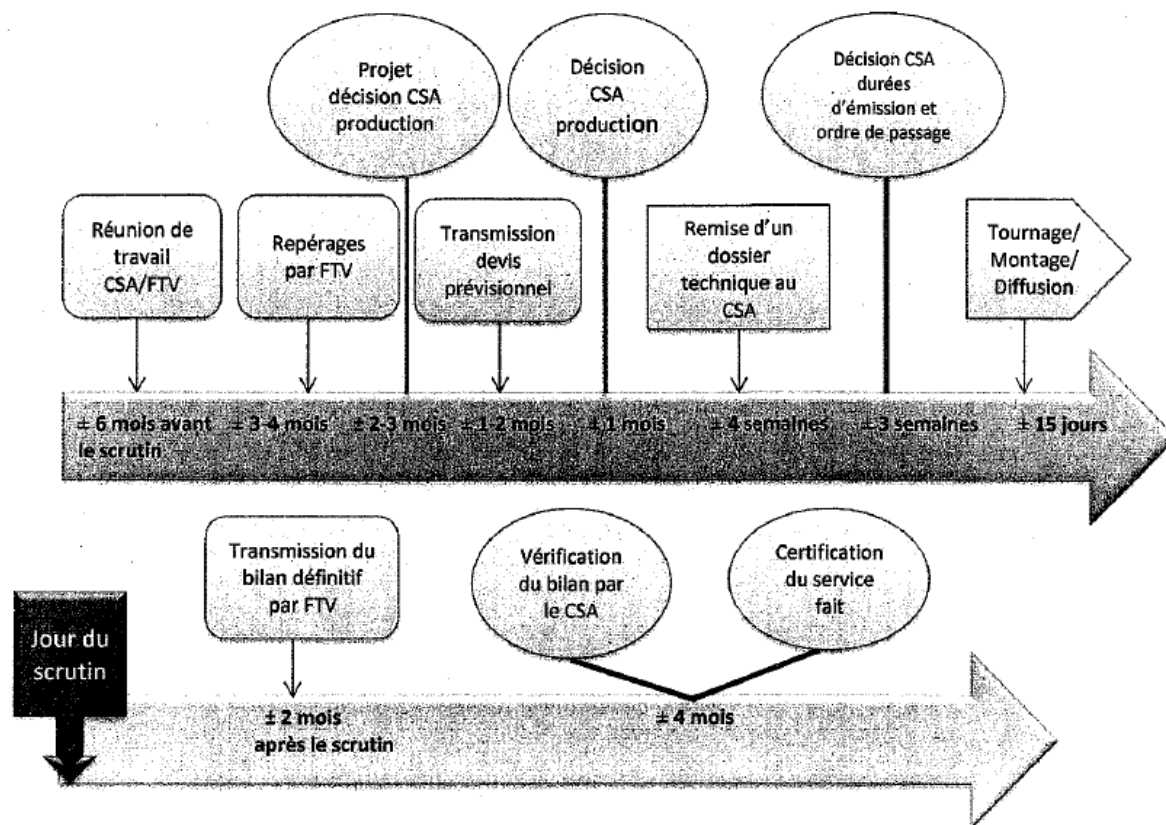 Projet
décision CSA
production
Décision
CSA
production
Décision CSA
durées
d'émission et
ordre de passage
Réunion de
travail
CSA/FTV
Repérages
par FTV
Transmission
devis
prévisionnel
Remise d'un
dossier
technique au
CSA
Tournage/
Montage/
Diffusion
± 6 mois avant
le scrutin
± 3-4 mois
± 2-3 mois
± 1-2 mois
± 1 mois
± 4 semaines
± 3 semaines
± 15 jours
Jour du
scrutin
Transmission du
bilan définitif
par FTV
Vérification
du bilan par
le CSA
Certification
du service
fait
± 2 mois
après le scrutin
± 4 mois